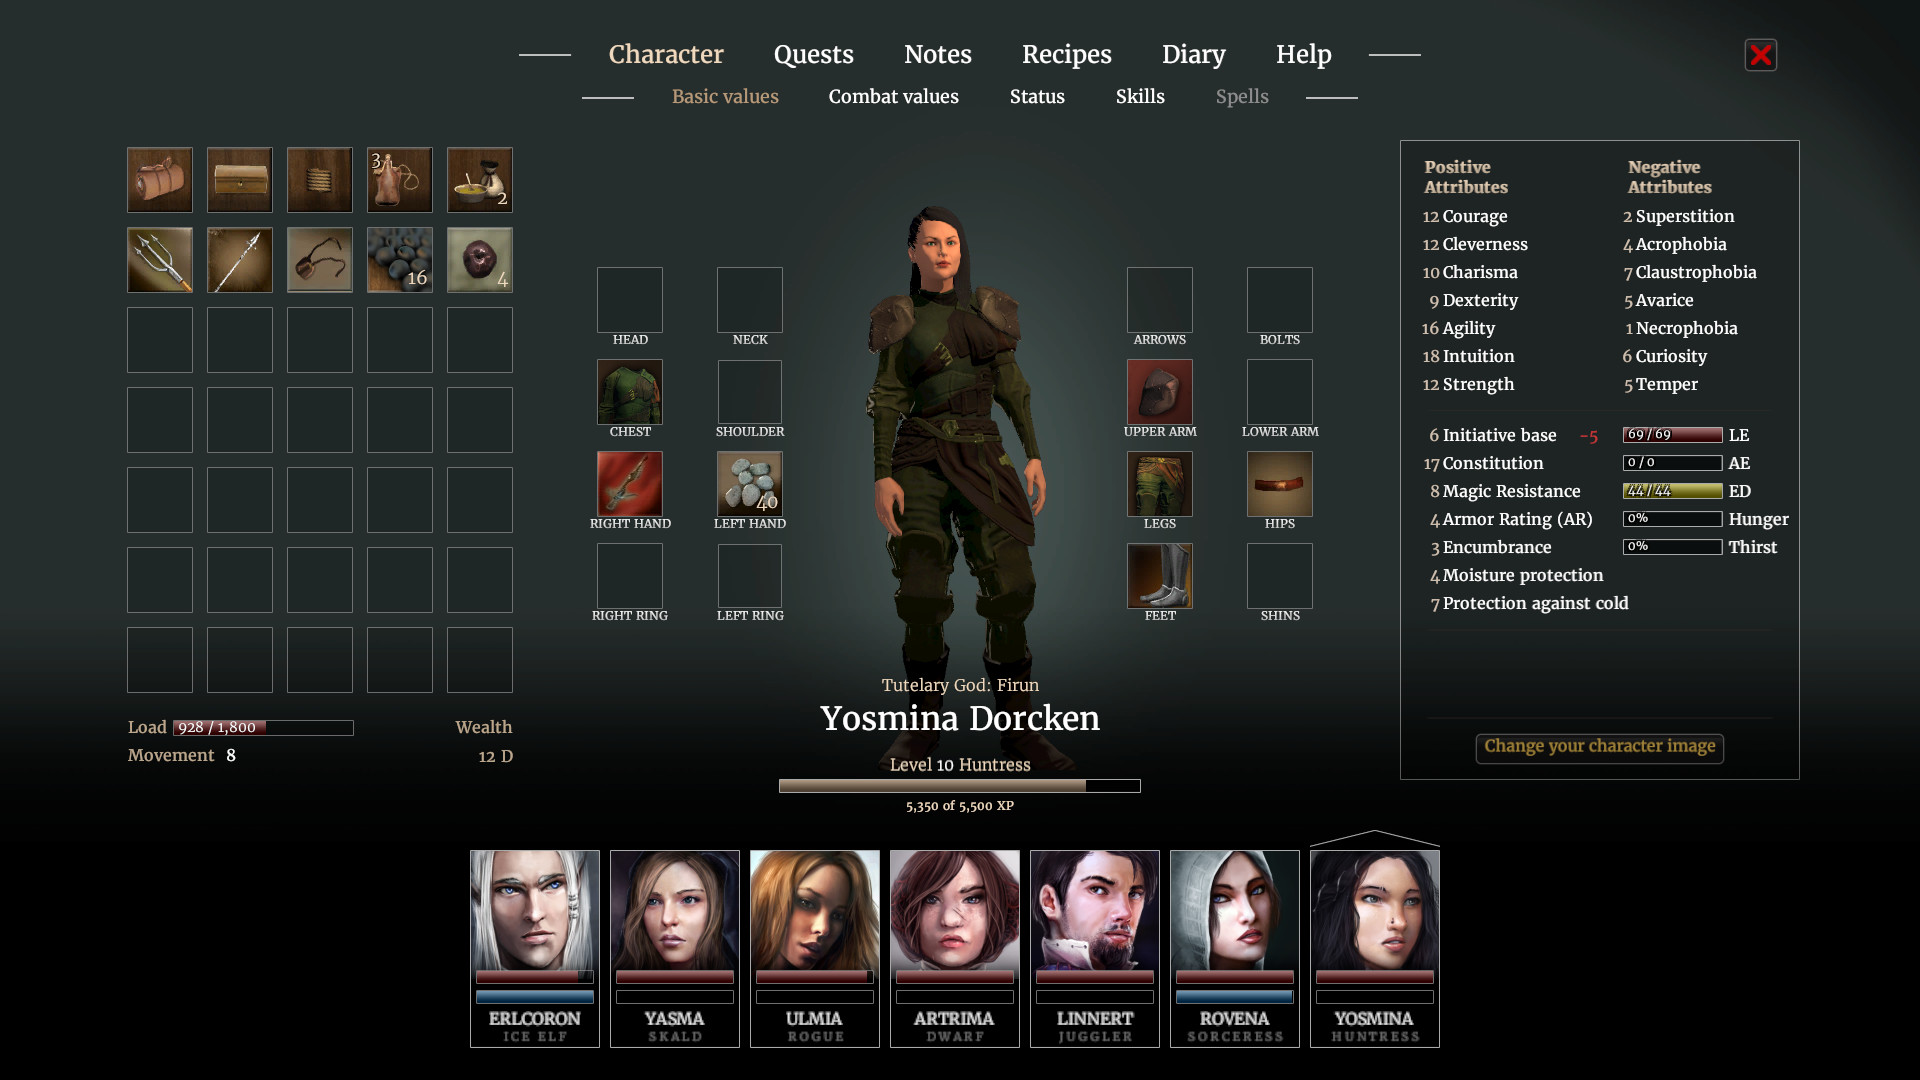 Character Quests Notes Recipes Diary Help
Basic values Combat values Status Skills Spells
3
2
16
4
Load 928 / 1,800
Movement 8
Wealth
12 D
HEAD
NECK
CHEST
SHOULDER
RIGHT HAND
40
LEFT HAND
RIGHT RING
LEFT RING
ARROWS
BOLTS
UPPER ARM
LOWER ARM
LEGS
HIPS
FEET
SHINS
Tutelary God: Firun
Yosmina Dorcken
Level 10 Huntress
5,350 of 5,500 XP
Positive
Attributes
12 Courage
12 Cleverness
10 Charisma
9 Dexterity
16 Agility
18 Intuition
12 Strength
Negative
Attributes
2 Superstition
4 Acrophobia
7 Claustrophobia
5 Avarice
1 Necrophobia
6 Curiosity
5 Temper
6 Initiative base -5
17 Constitution
8 Magic Resistance
4 Armor Rating (AR)
3 Encumbrance
4 Moisture protection
7 Protection against cold
69 / 69 LE
0 / 0 AE
44 / 44 ED
0% Hunger
0% Thirst
Change your character image
ERLCORON
ICE ELF
YASMA
SKALD
ULMIA
ROGUE
ARTRIMA
DWARF
LINNERT
JUGGLER
ROVENA
SORCERESS
YOSMINA
HUNTRESS